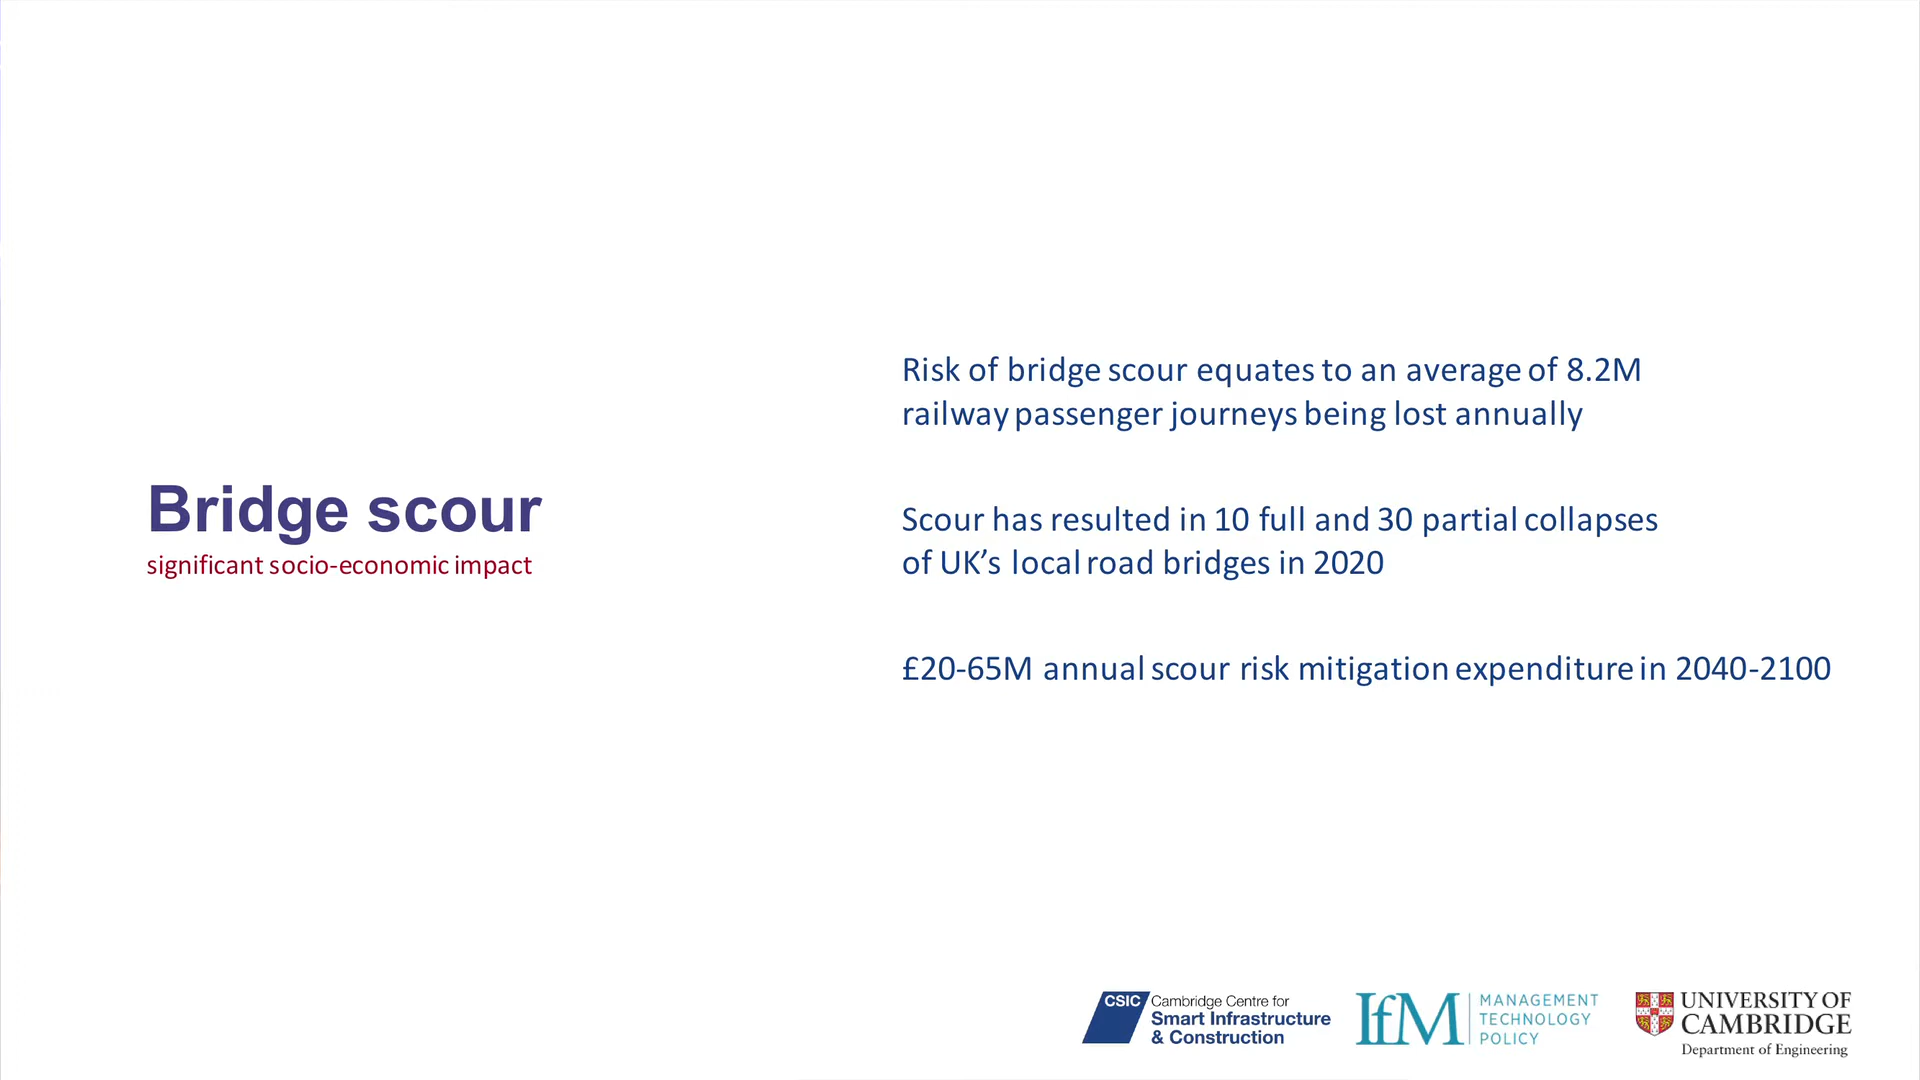 Bridge scour
significant socio-economic impact
Risk of bridge scour equates to an average of 8.2M
railway passenger journeys being lost annually
Scour has resulted in 10 full and 30 partial collapses
of UK’s local road bridges in 2020
£20-65M annual scour risk mitigation expenditure in 2040-2100
CSIC
Cambridge Centre for
Smart Infrastructure
& Construction
IfM
MANAGEMENT
TECHNOLOGY
POLICY
UNIVERSITY OF
CAMBRIDGE
Department of Engineering